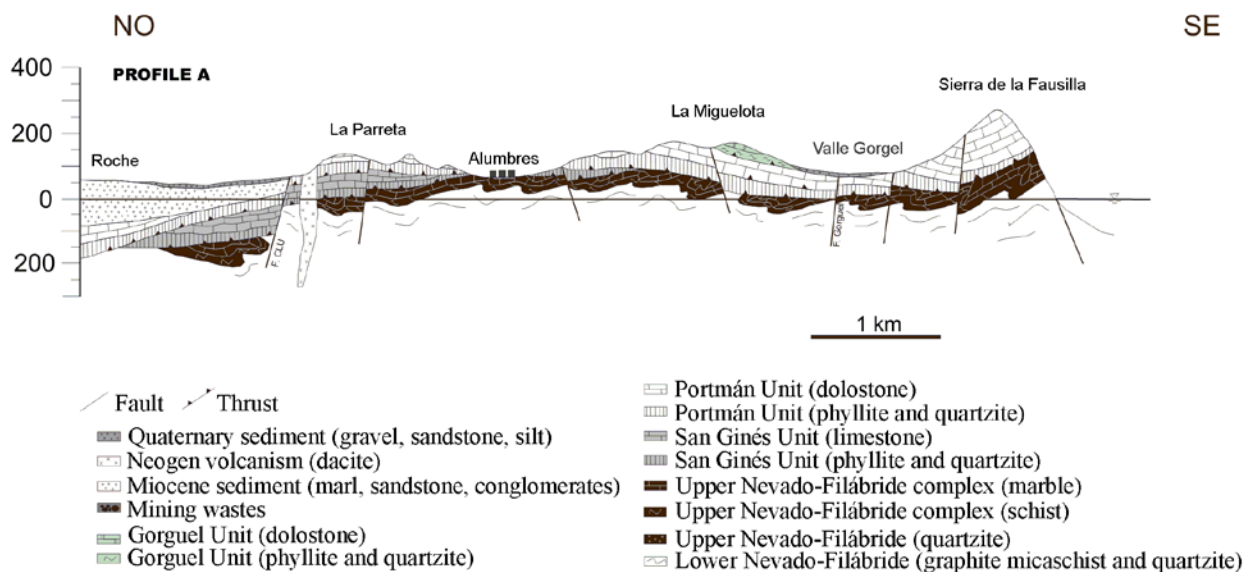 NO
SE
PROFILE A
400
200
0
200
Roche
La Parreta
Alumbres
La Miguelota
Valle Gorgel
Sierra de la Fausilla
F. CLU
F. Gorguel
1 km
Fault
Thrust
Quaternary sediment (gravel, sandstone, silt)
Neogen volcanism (dacite)
Miocene sediment (marl, sandstone, conglomerates)
Mining wastes
Gorguel Unit (dolostone)
Gorguel Unit (phyllite and quartzite)
Portmán Unit (dolostone)
Portmán Unit (phyllite and quartzite)
San Ginés Unit (limestone)
San Ginés Unit (phyllite and quartzite)
Upper Nevado-Filábride complex (marble)
Upper Nevado-Filábride complex (schist)
Upper Nevado-Filábride (quartzite)
Lower Nevado-Filábride (graphite micaschist and quartzite)